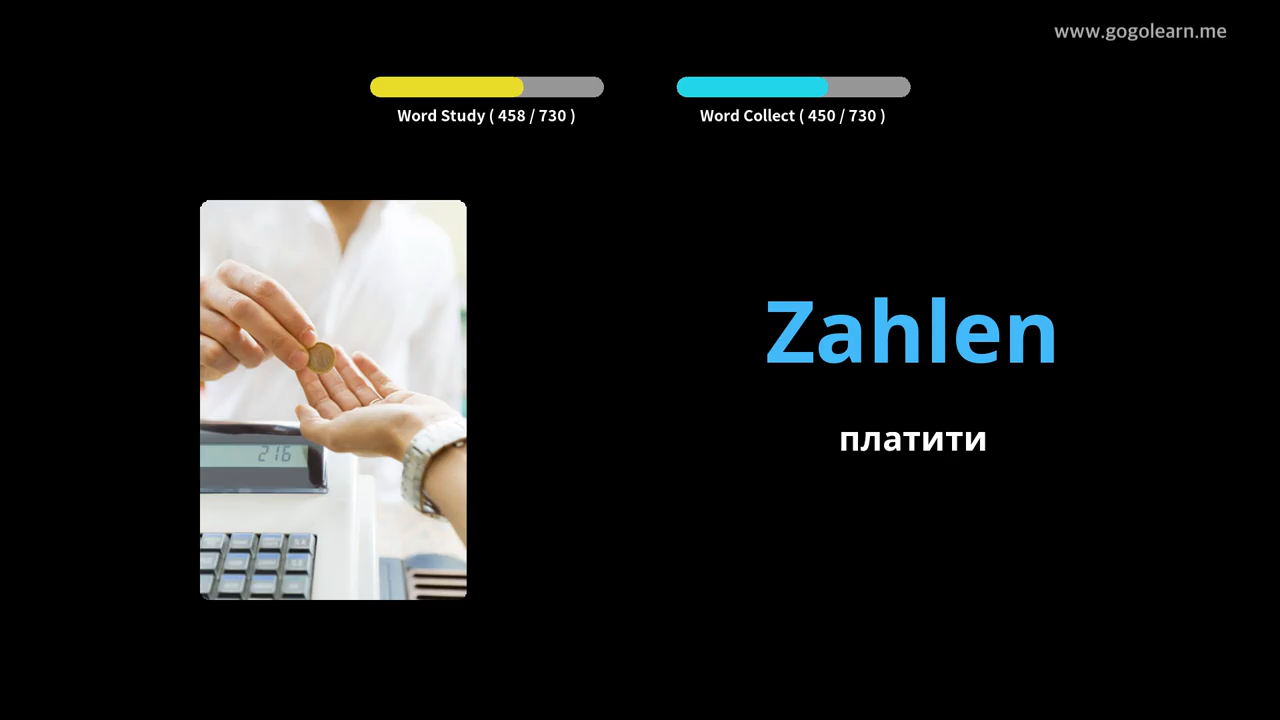 www.gogolearn.me
Word Study ( 458 / 730 )
Word Collect ( 450 / 730 )
Zahlen
платити
216